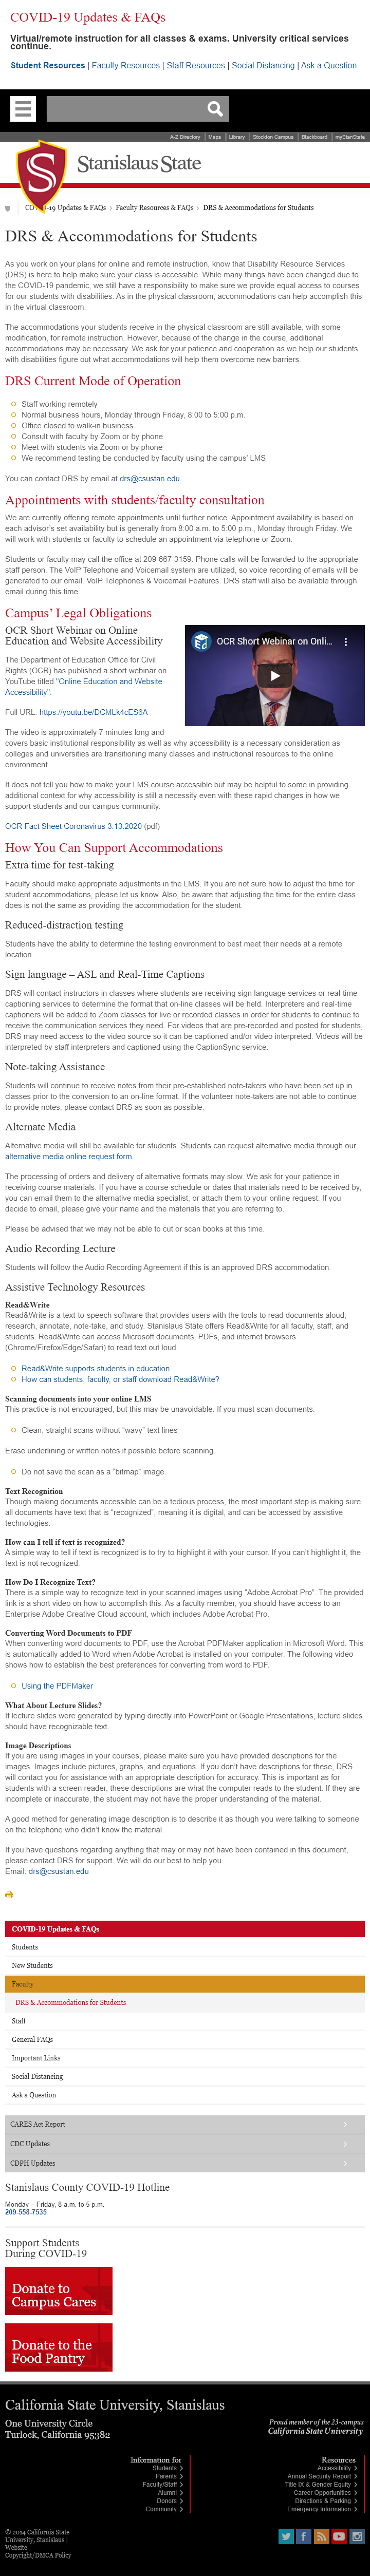 COVID-19 Updates & FAQs
Virtual/remote instruction for all classes & exams. University critical services
continue.
Student Resources | Faculty Resources | Staff Resources | Social Distancing | Ask a Question
A-Z Directory | Maps | Library | Stockton Campus | Blackboard | myStanState
S
Stanislaus State
COVID-19 Updates & FAQs › Faculty Resources & FAQs › DRS & Accommodations for Students
DRS & Accommodations for Students
As you work on your plans for online and remote instruction, know that Disability Resource Services
(DRS) is here to help make sure your class is accessible. While many things have been changed due to
the COVID-19 pandemic, we still have a responsibility to make sure we provide equal access to courses
for our students with disabilities. As in the physical classroom, accommodations can help accomplish this
in the virtual classroom.
Accommodations your students receive in the physical classroom are still available, with some
modification, for remote instruction. However, because of the change in the course, additional
accommodations may be necessary. We ask for your patience and cooperation as we help our students
with disabilities figure out what accommodations will help them overcome new barriers.
DRS Current Mode of Operation
Staff working remotely
Normal business hours, Monday through Friday, 8:00 to 5:00 p.m.
Office closed to walk-in business.
Consult with faculty by Zoom or by phone
Meet with students via Zoom or by phone
We recommend testing be conducted by faculty using the campus' LMS
You can contact DRS by email at drs@csustan.edu.
Appointments with students/faculty consultation
We are currently offering remote appointments until further notice. Appointment availability is based on
each advisor's set availability but is generally from 8:00 a.m. to 5:00 p.m., Monday through Friday. We
will work with students or faculty to schedule an appointment via telephone or Zoom.
Students or faculty may call the office at 209-667-3159. Phone calls will be forwarded to the appropriate
staff person. The VoIP Telephone and Voicemail system are utilized, so voice recordings of emails will be
generated to our email. VoIP Telephones & Voicemail Features. DRS staff will also be available through
email during this time.
Campus' Legal Obligations
OCR Short Webinar on Online
Education and Website Accessibility
OCR Short Webinar on Onli...
The Department of Education Office for Civil
Rights (OCR) has published a short webinar on
YouTube titled "Online Education and Website
Accessibility".
Full URL: https://youtu.be/DCMLk4cES6A
The video is approximately 7 minutes long and
covers basic institutional responsibility as well as why accessibility is a necessary consideration as
colleges and universities are transitioning many classes and instructional resources to the online
environment.
It does not tell you how to make your LMS course accessible but may be helpful to some in providing
additional context for why accessibility is still a necessity even with these rapid changes in how we
support students and our campus community.
OCR Fact Sheet Coronavirus 3.13.2020 (pdf)
How You Can Support Accommodations
Extra time for test-taking
Faculty should make appropriate adjustments in the LMS. If you are not sure how to adjust the time for
student accommodations, please let us know. Also, be aware that adjusting the time for the entire class
does is not the same as providing the accommodation for the student.
Reduced-distraction testing
Students have the ability to determine the testing environment to best meet their needs at a remote
location.
Sign language – ASL and Real-Time Captions
DRS will contact instructors in classes where students are receiving sign language services or real-time
captioning services to determine the format that on-line classes will be held. Interpreters and real-time
captioners will be added to Zoom classes for live courses or held in real-time in order for students to continue to
receive the communication services they need. For videos that are pre-recorded and posted for students,
DRS may need access to the video source so it can be captioned and/or video interpreted. Videos will be
interpreted by staff interpreters and captioned using the CaptionSync service.
Note-taking Assistance
Students will continue to receive notes from their pre-established note-takers who have been set up in
classes prior to the conversion to an on-line format. If the volunteer note-takers are not able to continue
to provide notes, please contact DRS as soon as possible.
Alternate Media
Alternative media will still be available for students. Students can request alternative media through our
alternative media online request form.
The processing of orders and delivery of alternative formats may slow. We ask for your patience in
receiving course materials. If you have a course schedule or dates that materials need to be received by,
you can email them to the alternate media specialist, or attach them to your online request. If you decide
to email, please give your name and the materials that you are referring to.
Please be advised that we may not be able to cut or scan books at this time.
Audio Recording Lecture
Students will follow the Audio Recording Agreement if this is an approved DRS accommodation.
Assistive Technology Resources
Read&Write
Read&Write is a text-to-speech software that provides users with the tools to read documents aloud,
research, annotate, note-take, and study. Stanislaus State offers Read&Write for all faculty, staff, and
students. Read&Write can access Microsoft documents, PDFs, and internet browsers
(Chrome/Firefox/Edge/Safari) to read text out loud.
Read&Write supports students in education
How can students, faculty, or staff download Read&Write?
Scanning documents into your online LMS
This practice is not encouraged, but this may be unavoidable. If you must scan documents:
Clean, straight scans without "wavy" text lines
Erase underlining or written notes if possible before scanning.
Do not save the scan as a "bitmap" image.
Text Recognition
Though making documents accessible can be a tedious process, the most important step is making sure
all documents have text that is "recognized", meaning it is digital, and can be accessed by assistive
technologies.
How can I tell if text is recognized?
A simple way to tell if text is recognized is to try to highlight it with your cursor. If you can't highlight it, the
text is not recognized.
How Do I Recognize Text?
There is a simple way to recognize text in your scanned images using "Adobe Acrobat Pro". The provided
link is a short video on how to accomplish this. As a faculty member, you should have access to an
Enterprise Adobe Creative Cloud account, which includes Adobe Acrobat Pro.
Converting Word Documents to PDF
When converting word documents to PDF, use the Acrobat PDFMaker application in Microsoft Word. This
is automatically added to Word when Adobe Acrobat is installed on your computer. The following video
shows how to establish the best preferences for converting from word to PDF.
Using the PDFMaker
What About Lecture Slides?
If lecture slides were generated by typing directly into PowerPoint or Google Presentations, lecture slides
should have recognizable text.
Image Descriptions
If you are using images in your courses, please make sure you have provided descriptions for the
images. Images include pictures, graphs, and equations. If you don't have descriptions for these, DRS
will contact you for assistance with an appropriate description for accuracy. This is important as for
students with a screen reader, these descriptions are what the computer reads to the student. If they are
incomplete or inaccurate, the student may not have the proper information to understand the material.
A good method for generating image description is to describe it as though you were talking to someone
on the telephone who didn't know the material.
If you have questions regarding anything that may or may not have been contained in this document,
please contact DRS for support. We will do our best to help you.
Email: drs@csustan.edu
COVID-19 Updates & FAQs
Students
New Students
Faculty
DRS & Accommodations for Students
Staff
General FAQs
Important Links
Social Distancing
Ask a Question
CARES Act Report
CDC Updates
CDPH Updates
Stanislaus County COVID-19 Hotline
Monday – Friday, 8 a.m. to 5 p.m.
209-558-7535
Support Students
During COVID-19
Donate to
Campus Cares
Donate to the
Food Pantry
California State University, Stanislaus
One University Circle
Turlock, California 95382
Proud member of the 23-campus
California State University
Information for
Students
Parents
Faculty/Staff
Alumni
Donors
Community
Resources
Accessibility
Annual Security Report
Title IX & Gender Equity
Career Opportunities
Directions & Parking
Emergency Information
© 2014 California State
University, Stanislaus |
Website
Copyright/DMCA Policy